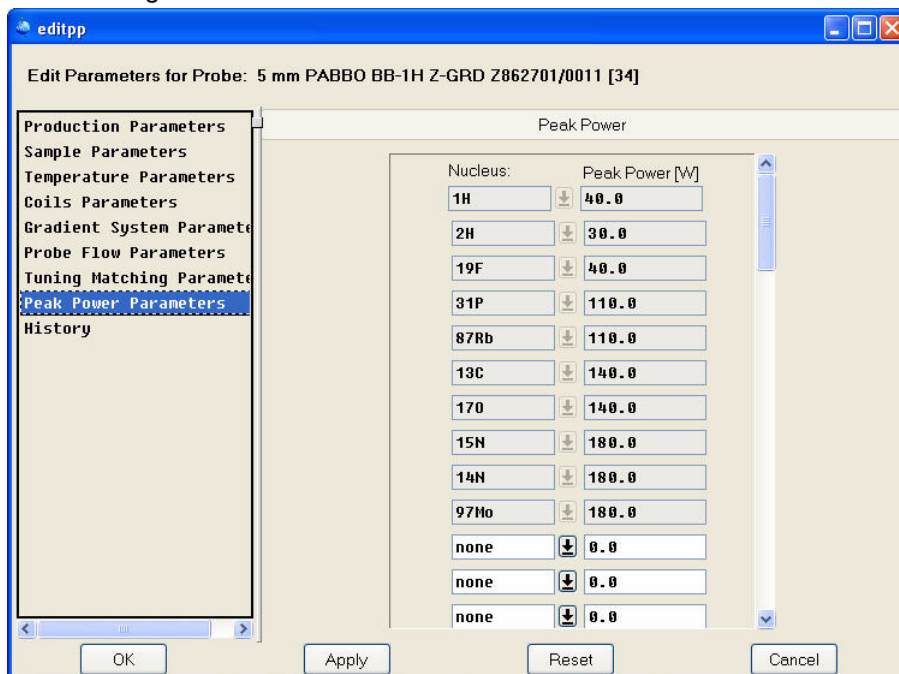 editpp
Edit Parameters for Probe: 5 mm PABBO BB-1H Z-GRD Z862701/0011 [34]
Production Parameters
Sample Parameters
Temperature Parameters
Coils Parameters
Gradient System Paramete
Probe Flow Parameters
Tuning Matching Paramete
Peak Power Parameters
History
Peak Power
Nucleus: Peak Power [W]
1H 40.0
2H 30.0
19F 40.0
31P 110.0
87Rb 110.0
13C 140.0
17O 140.0
15N 180.0
14N 180.0
97Mo 180.0
none 0.0
none 0.0
none 0.0
OK Apply Reset Cancel